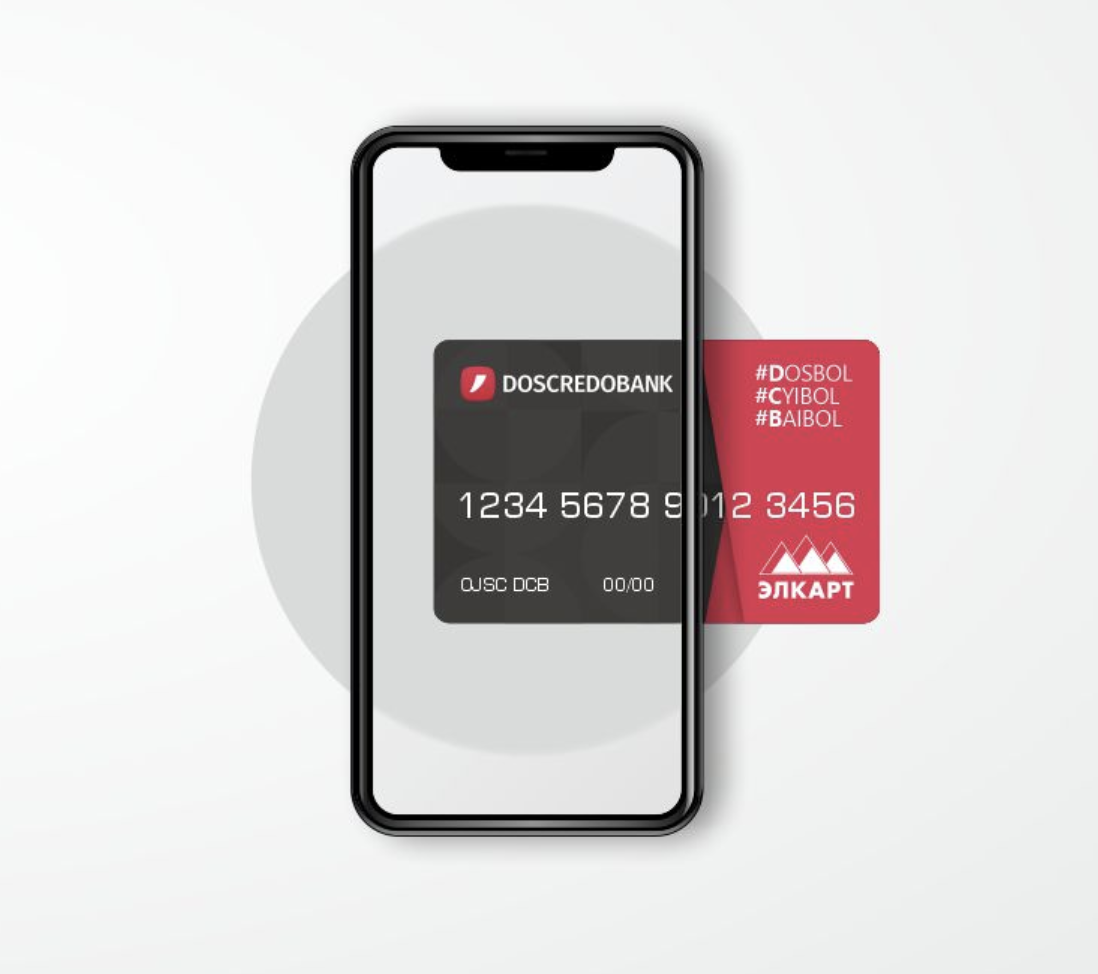 DOSCREDOBANK
#DOSBOL
#CYIBOL
#BAIBOL
1234 5678 9012 3456
ЭЛКАРТ
OJSC DCB 00/00